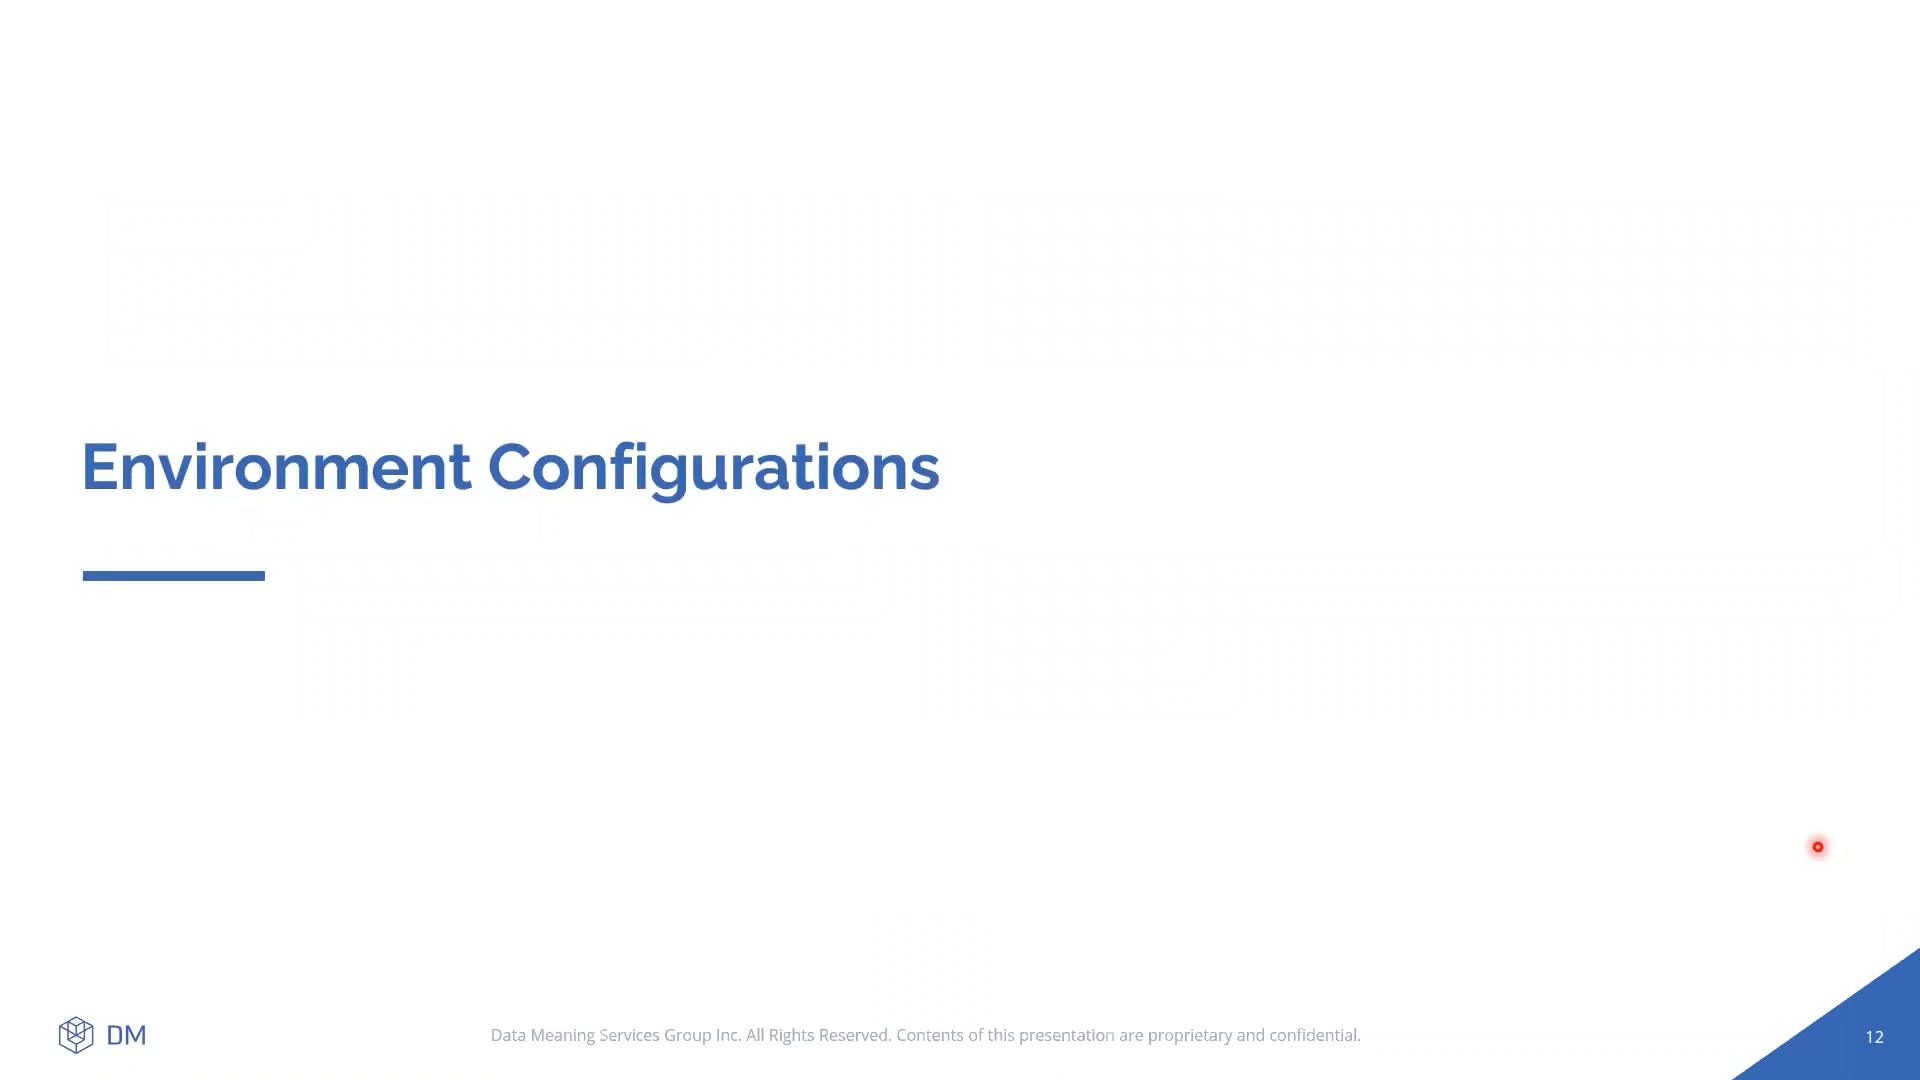 Environment Configurations
DM
Data Meaning Services Group Inc. All Rights Reserved. Contents of this presentation are proprietary and confidential.
12